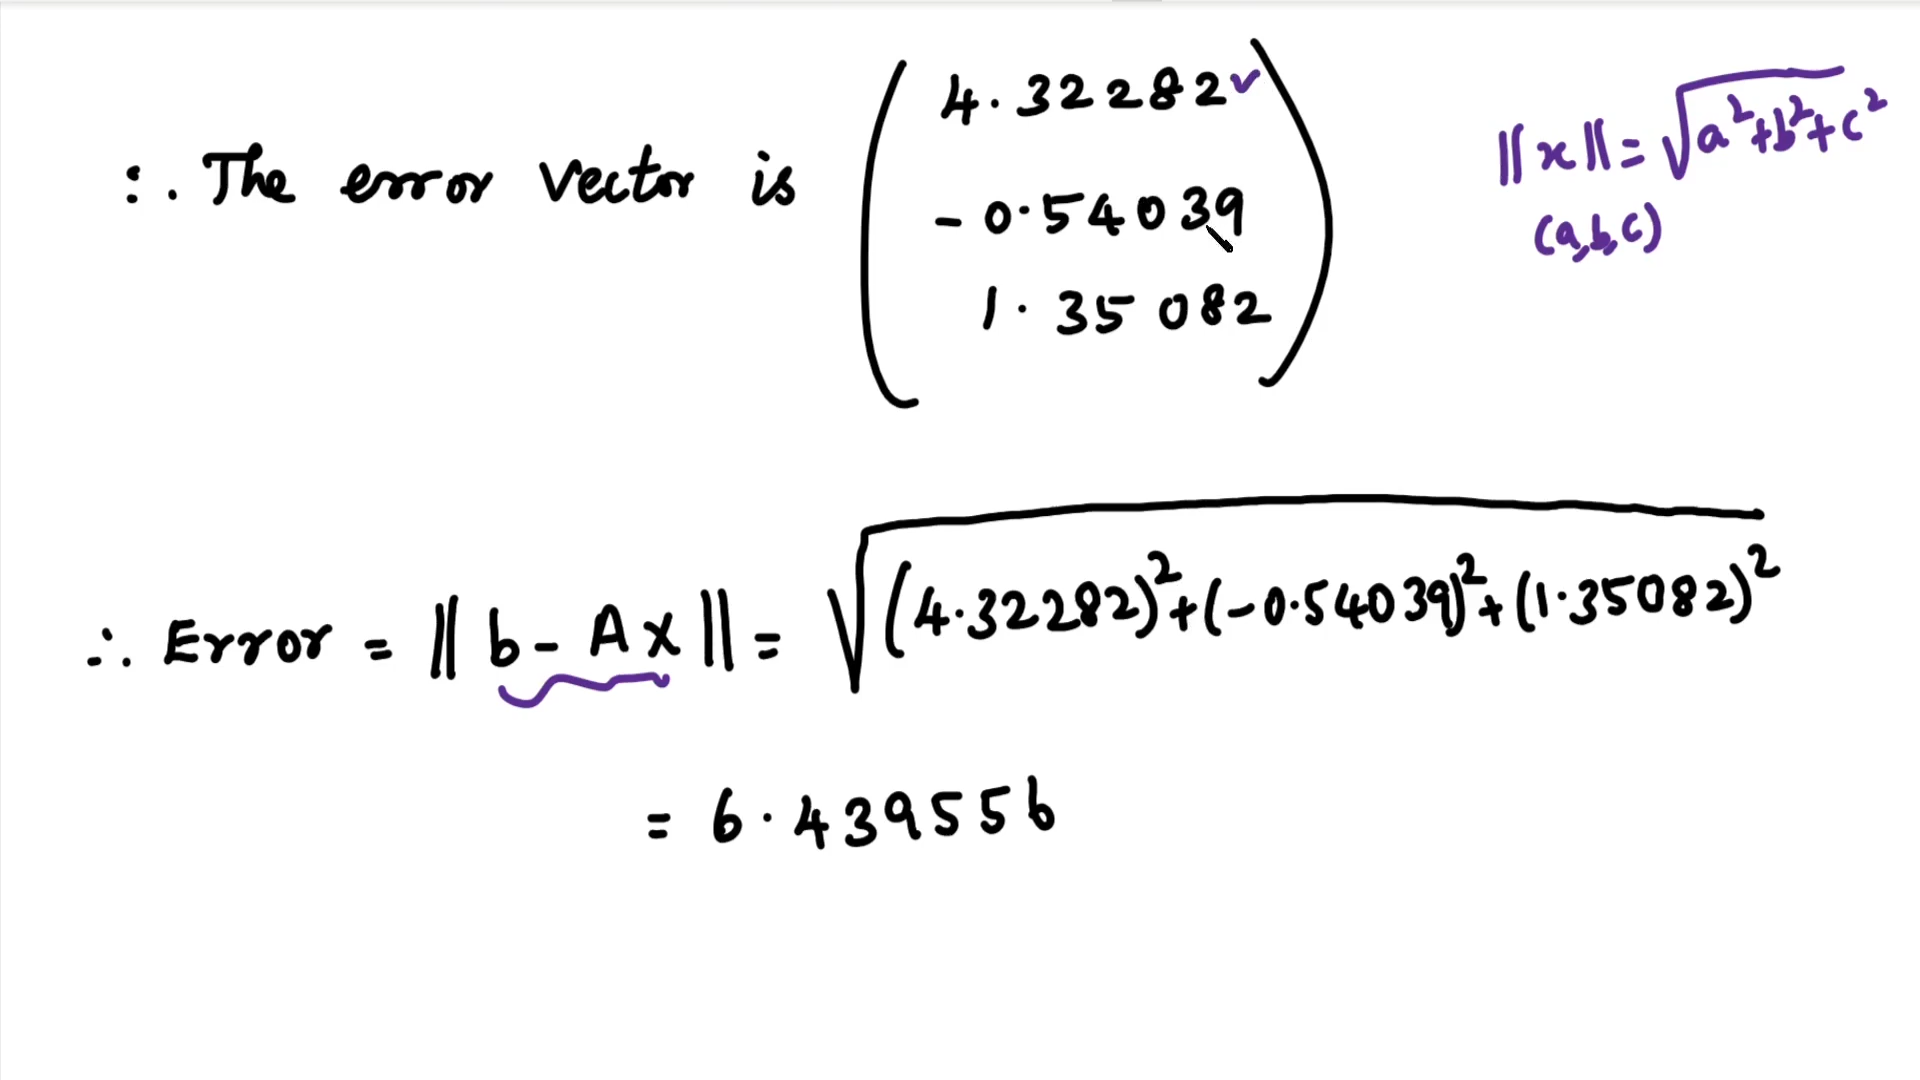 ∴ The error vector is
4.32282✓
-0.54039
1.35082
||x|| = √a²+b²+c²
(a,b,c)
∴ Error = || b - Ax || = √(4.32282)²+(-0.54039)²+(1.35082)²
= 6.439556